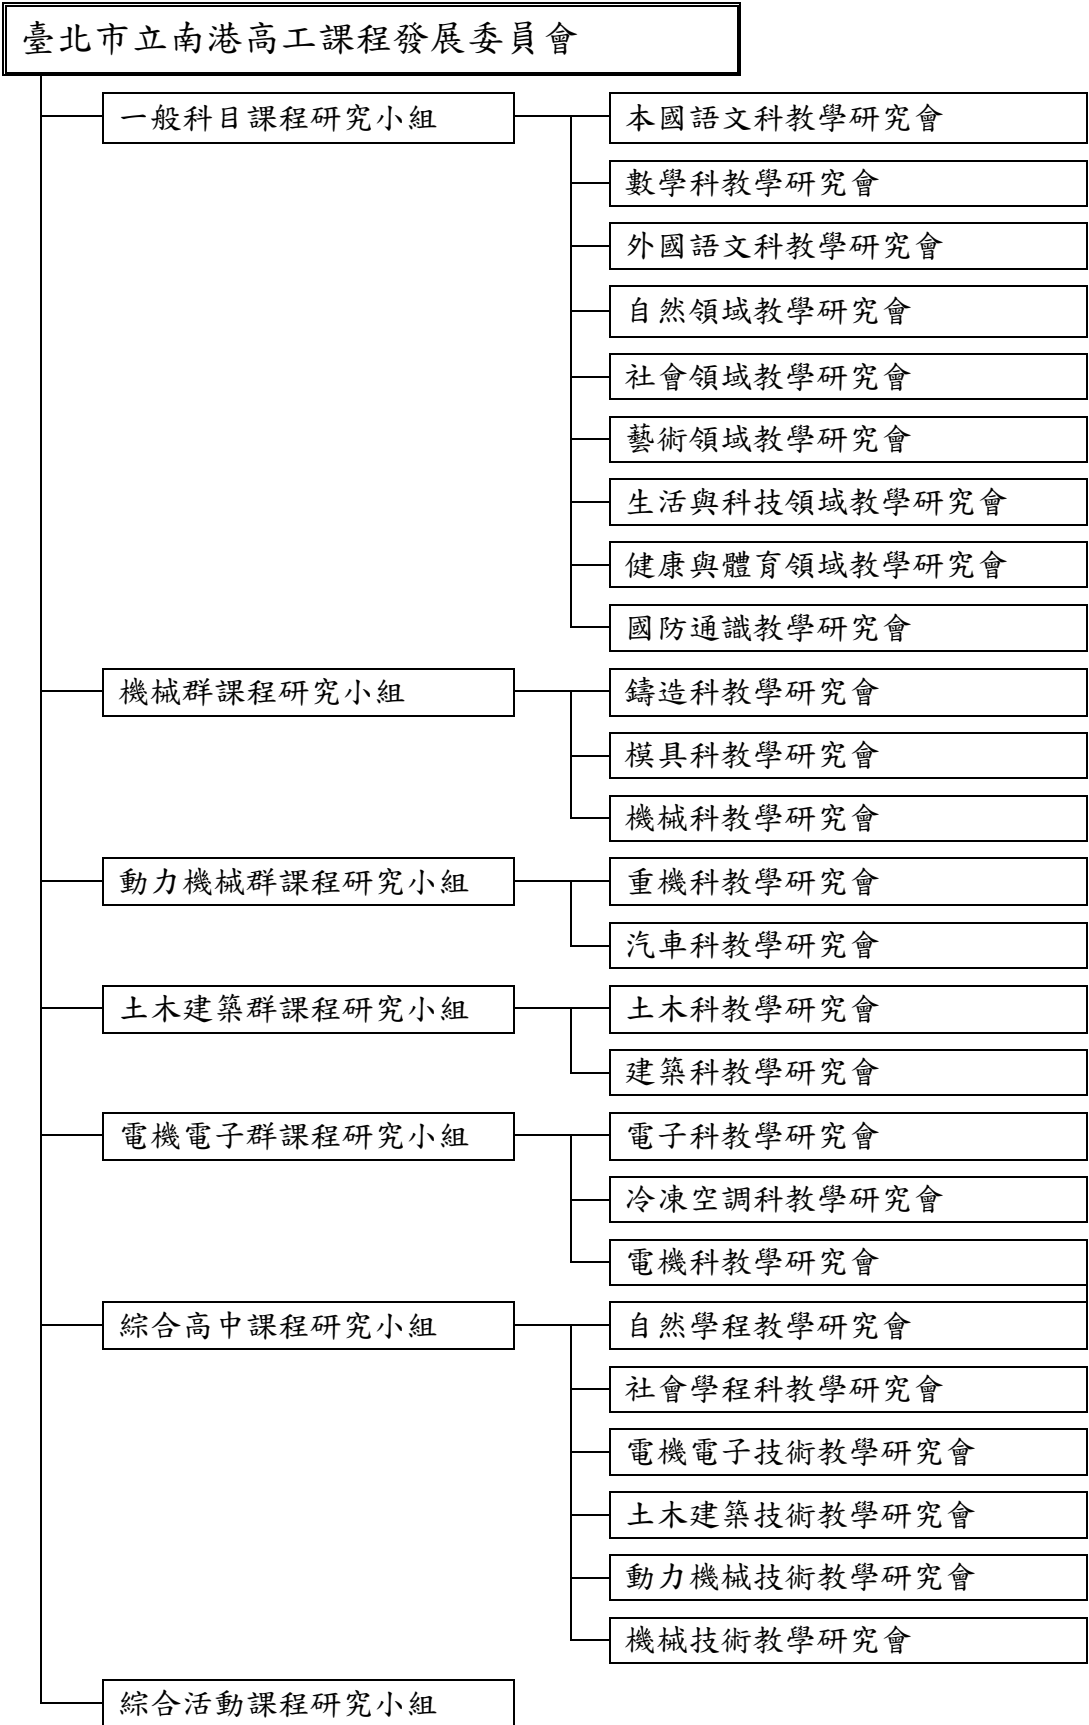 臺北市立南港高工課程發展委員會
一般科目課程研究小組
本國語文科教學研究會
數學科教學研究會
外國語文科教學研究會
自然領域教學研究會
社會領域教學研究會
藝術領域教學研究會
生活與科技領域教學研究會
健康與體育領域教學研究會
國防通識教學研究會
機械群課程研究小組
鑄造科教學研究會
模具科教學研究會
機械科教學研究會
動力機械群課程研究小組
重機科教學研究會
汽車科教學研究會
土木建築群課程研究小組
土木科教學研究會
建築科教學研究會
電機電子群課程研究小組
電子科教學研究會
冷凍空調科教學研究會
電機科教學研究會
綜合高中課程研究小組
自然學程教學研究會
社會學程科教學研究會
電機電子技術教學研究會
土木建築技術教學研究會
動力機械技術教學研究會
機械技術教學研究會
綜合活動課程研究小組